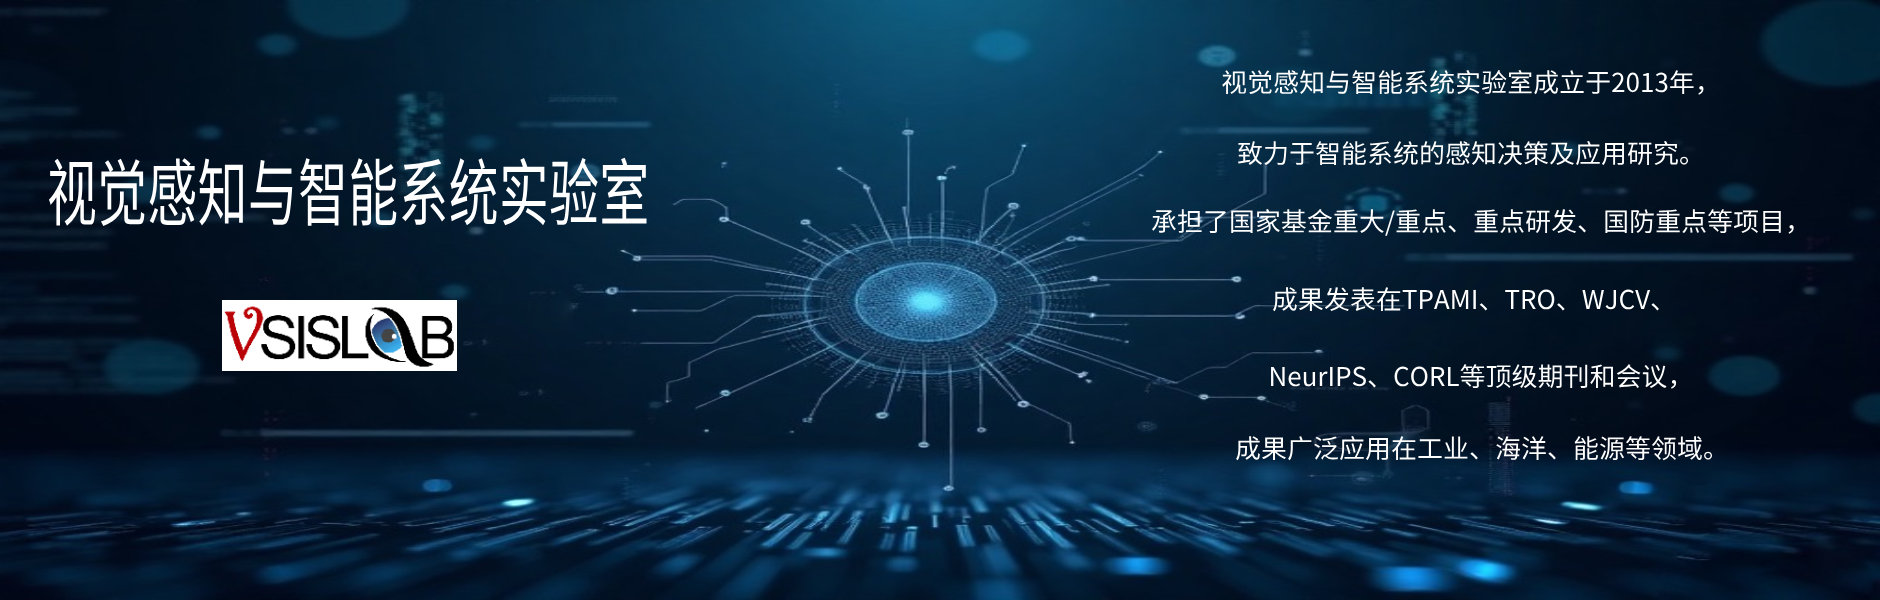 视觉感知与智能系统实验室
VSISLAB
视觉感知与智能系统实验室成立于2013年，
致力于智能系统的感知决策及应用研究。
承担了国家基金重大/重点、重点研发、国防重点等项目，
成果发表在TPAMI、TRO、WJCV、
NeurIPS、CORL等顶级期刊和会议，
成果广泛应用在工业、海洋、能源等领域。